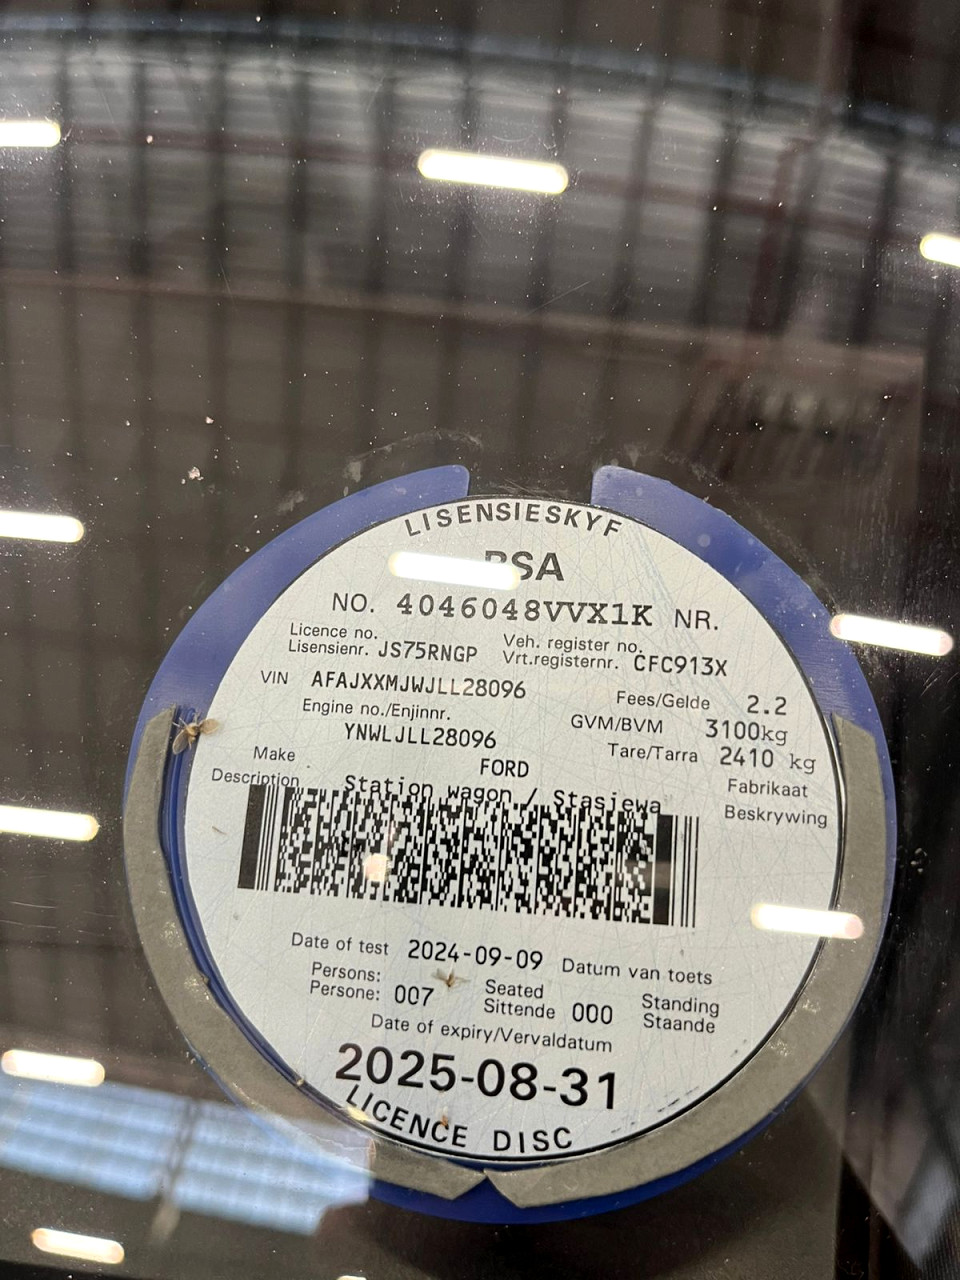 LISENSIESKYF
RSA
NO. 4046048VVX1K NR.
Licence no. Veh. register no.
Lisensienr. JS75RNGP Vrt.registernr. CFC913X
VIN AFAJXXMJWJLL28096 Fees/Gelde 2.2
Engine no./Enjinnr. GVM/BVM 3100kg
YNWLJLL28096 Tare/Tarra 2410 kg
Make FORD Fabrikaat
Description Station wagon / Stasiewa Beskrywing
Date of test 2024-09-09 Datum van toets
Persons: Seated Standing
Persone: 007 Sittende 000 Staande
Date of expiry/Vervaldatum
2025-08-31
LICENCE DISC